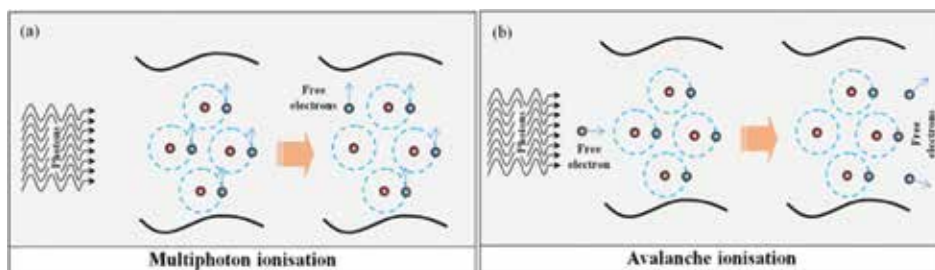 (a)
Photons
Free
electrons
Multiphoton ionisation
(b)
Photons
Free
electron
Free
electrons
Avalanche ionisation